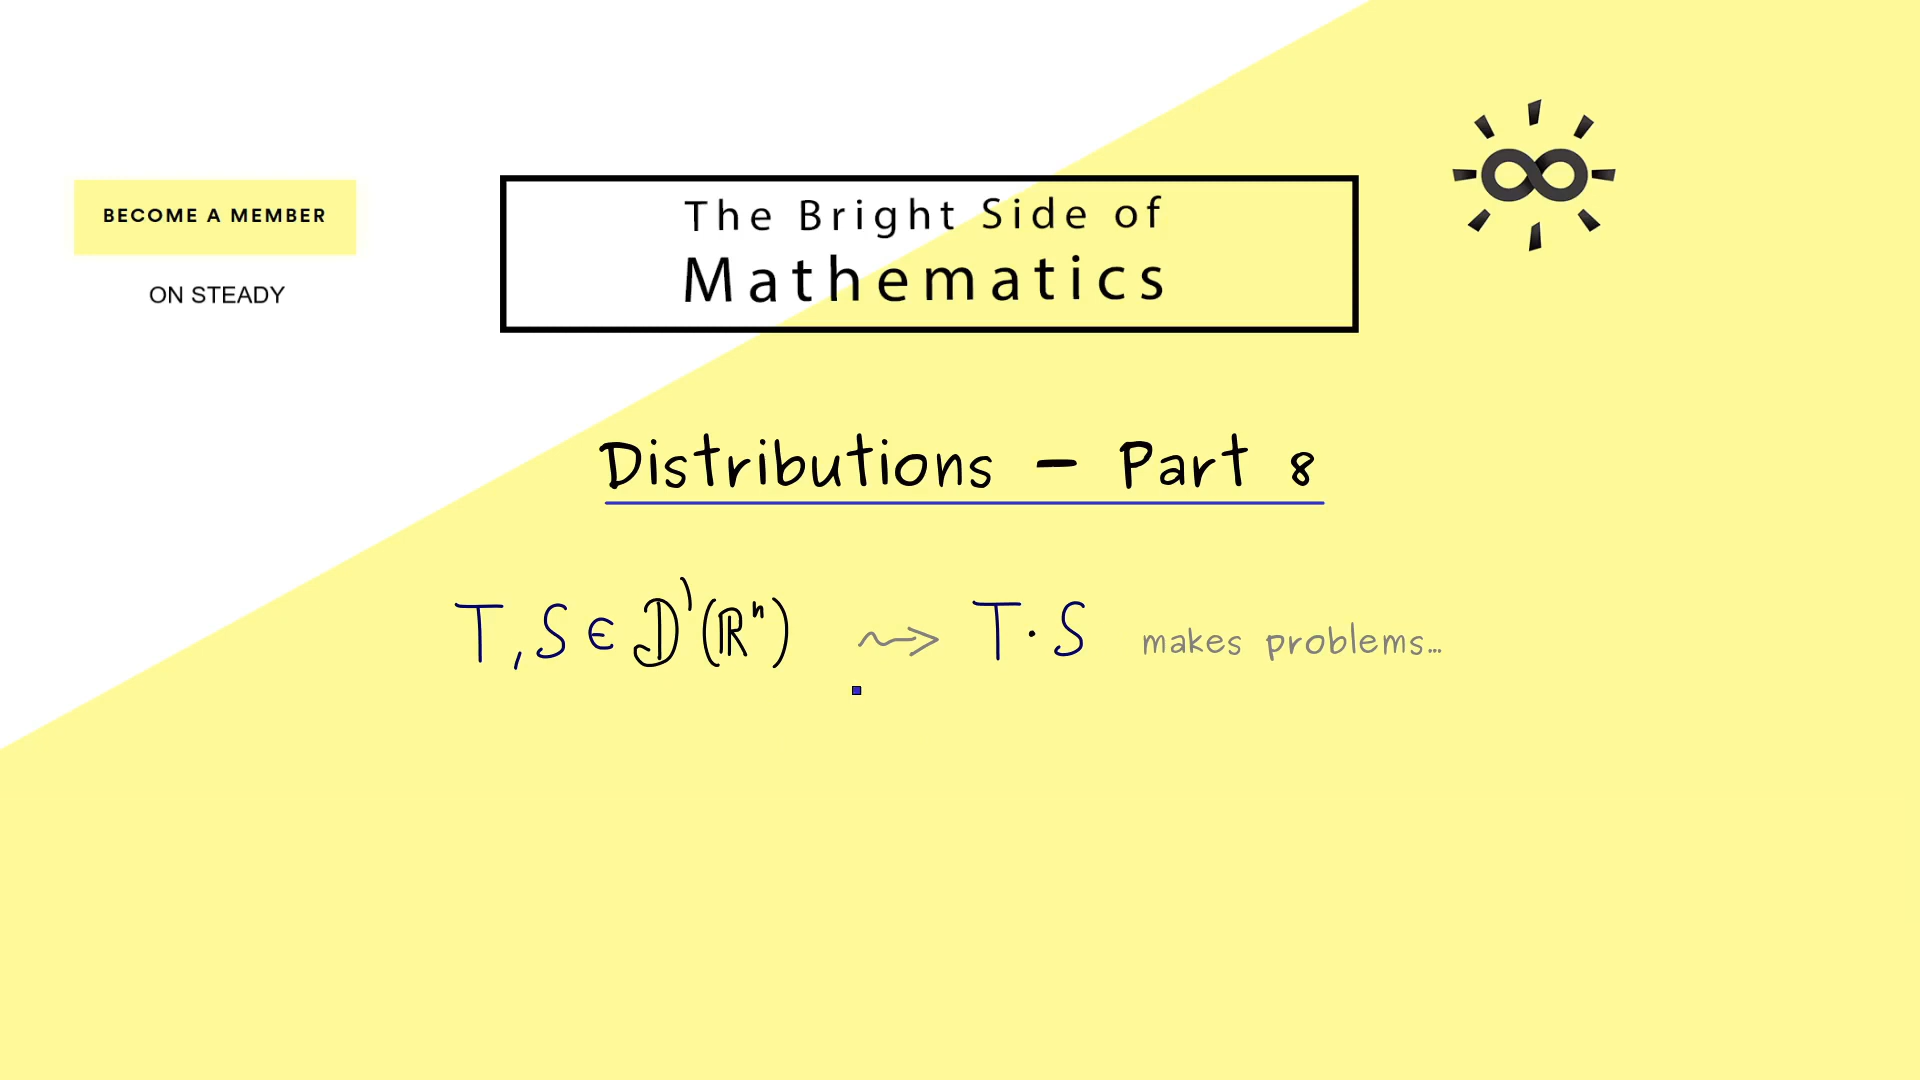 BECOME A MEMBER
ON STEADY
The Bright Side of
Mathematics
Distributions - Part 8
T, S ∈ 𝒟'(ℝⁿ) ⇝ T · S makes problems...